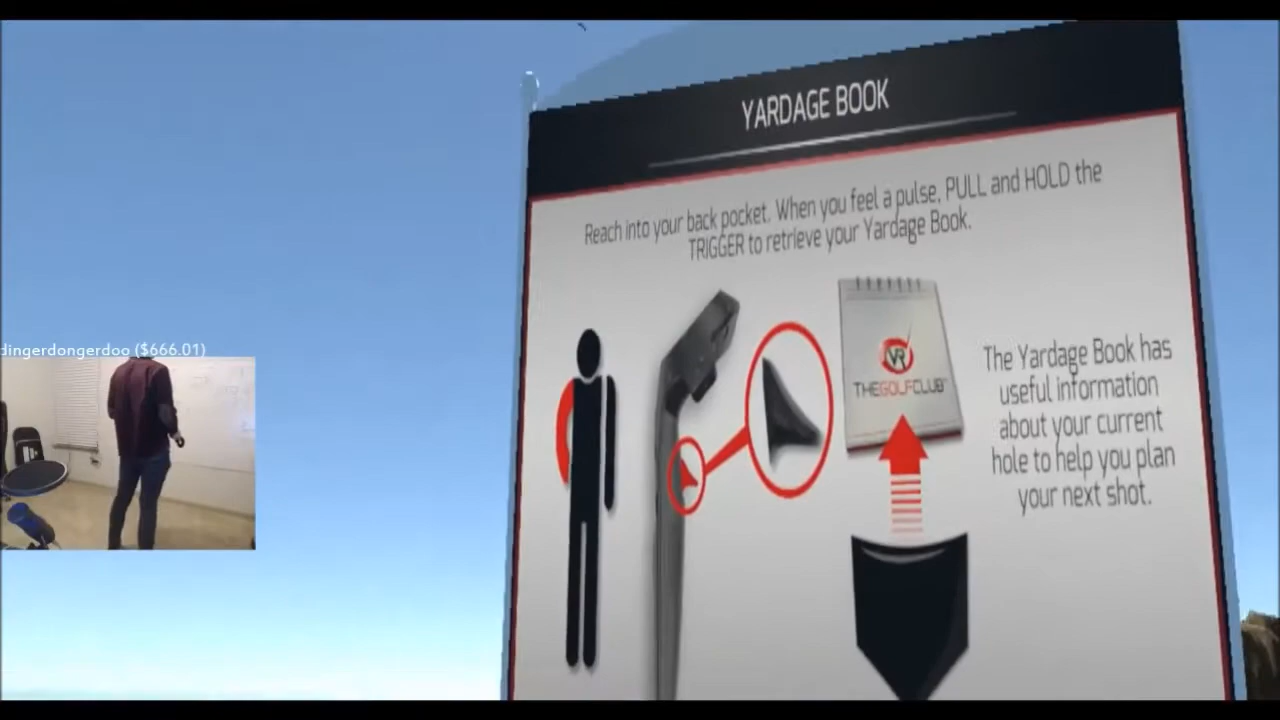 YARDAGE BOOK
Reach into your back pocket. When you feel a pulse, PULL and HOLD the
TRIGGER to retrieve your Yardage Book.
dingerdongerdoo ($666.01)
VR
THEGOLFCLUB
The Yardage Book has
useful information
about your current
hole to help you plan
your next shot.